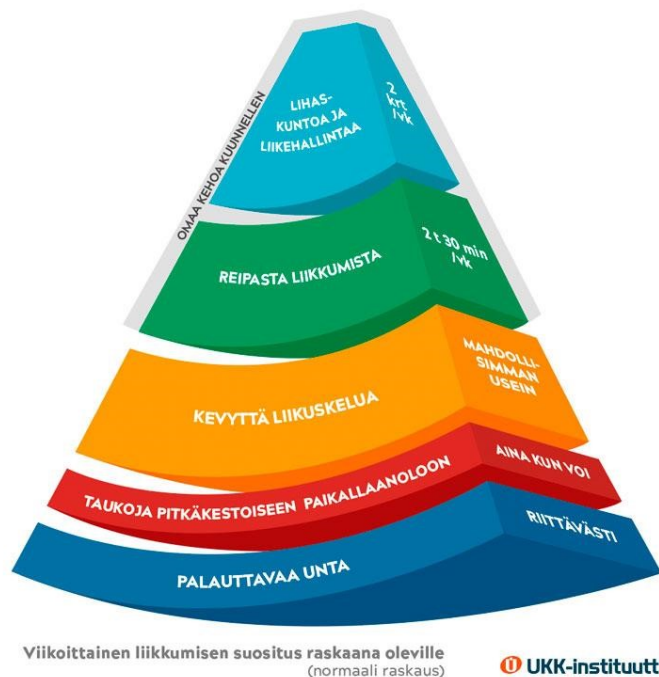 OMAA KEHOA KUUNNELLEN
LIHAS-
KUNTOA JA
LIIKEHALLINTAA
2
krt
/vk
REIPASTA LIIKKUMISTA
2 t 30 min
/vk
KEVYTTÄ LIIKUSKELUA
MAHDOLLI-
SIMMAN
USEIN
TAUKOJA PITKÄKESTOISEEN PAIKALLAANOLOON
AINA KUN VOI
PALAUTTAVAA UNTA
RIITTÄVÄSTI
Viikoittainen liikkumisen suositus raskaana oleville
(normaali raskaus)
UKK-instituutt